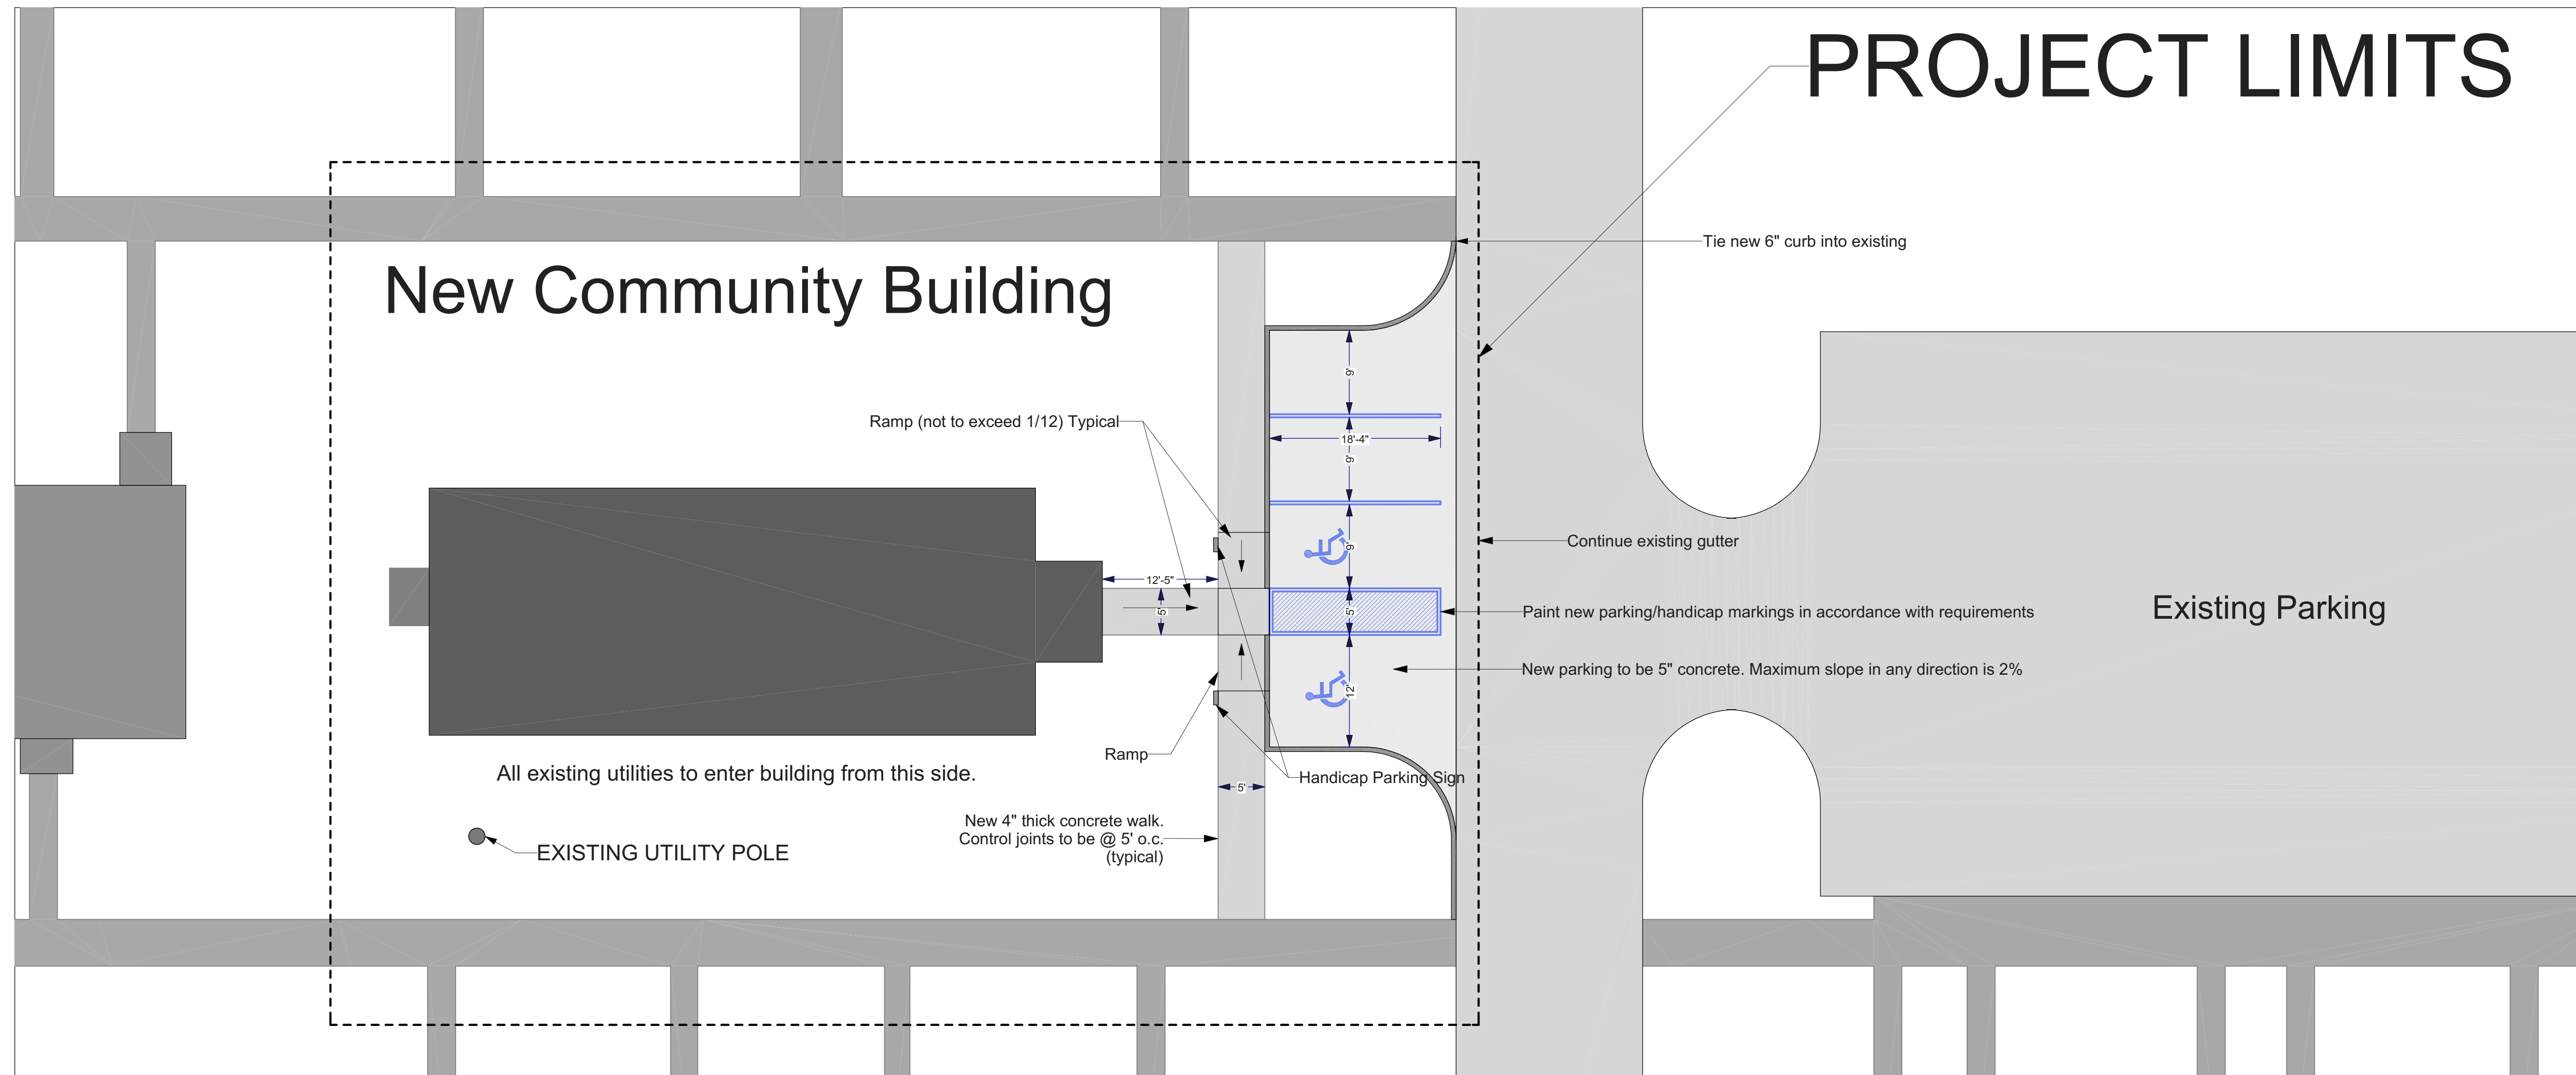 PROJECT LIMITS
Tie new 6" curb into existing
New Community Building
9'
Ramp (not to exceed 1/12) Typical
18'-4"
9'
Continue existing gutter
9'
12'-5"
5'
5'
Paint new parking/handicap markings in accordance with requirements
Existing Parking
New parking to be 5" concrete. Maximum slope in any direction is 2%
12'
Ramp
All existing utilities to enter building from this side.
Handicap Parking Sign
5'
New 4" thick concrete walk.
Control joints to be @ 5' o.c.
(typical)
EXISTING UTILITY POLE